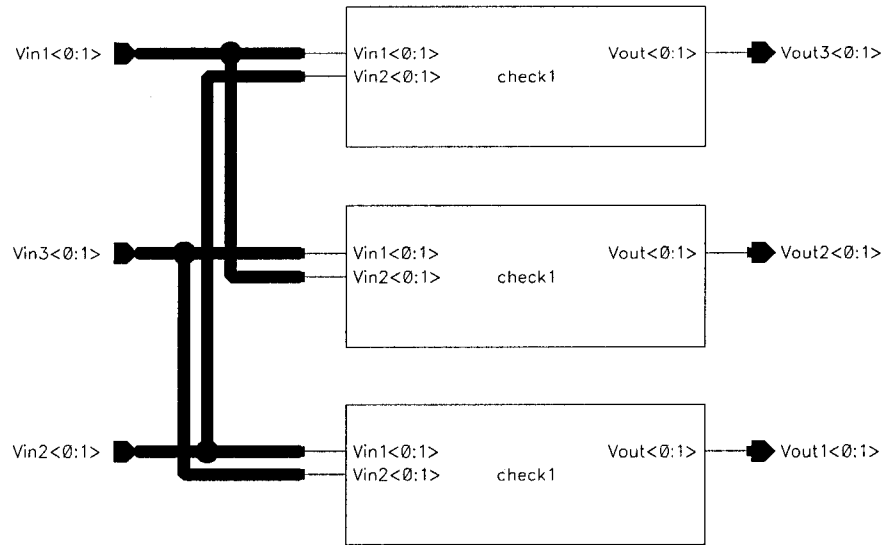 Vin1<0:1> Vin1<0:1> Vout<0:1> Vout3<0:1>
Vin2<0:1> check1
Vin3<0:1> Vin1<0:1> Vout<0:1> Vout2<0:1>
Vin2<0:1> check1
Vin2<0:1> Vin1<0:1> Vout<0:1> Vout1<0:1>
Vin2<0:1> check1